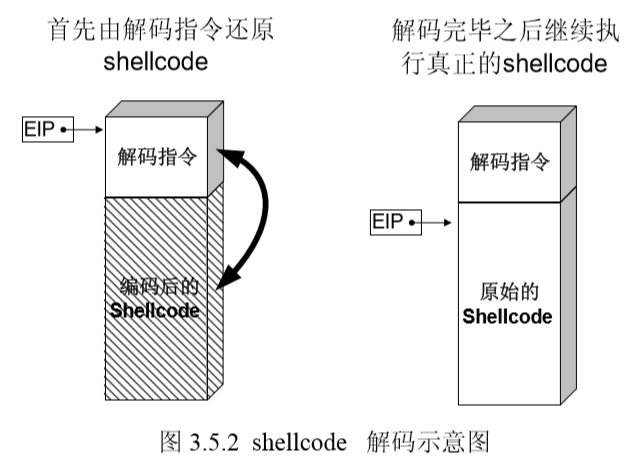 首先由解码指令还原
shellcode
EIP
解码指令
编码后的
Shellcode
解码完毕之后继续执
行真正的shellcode
解码指令
EIP
原始的
Shellcode
图 3.5.2 shellcode 解码示意图